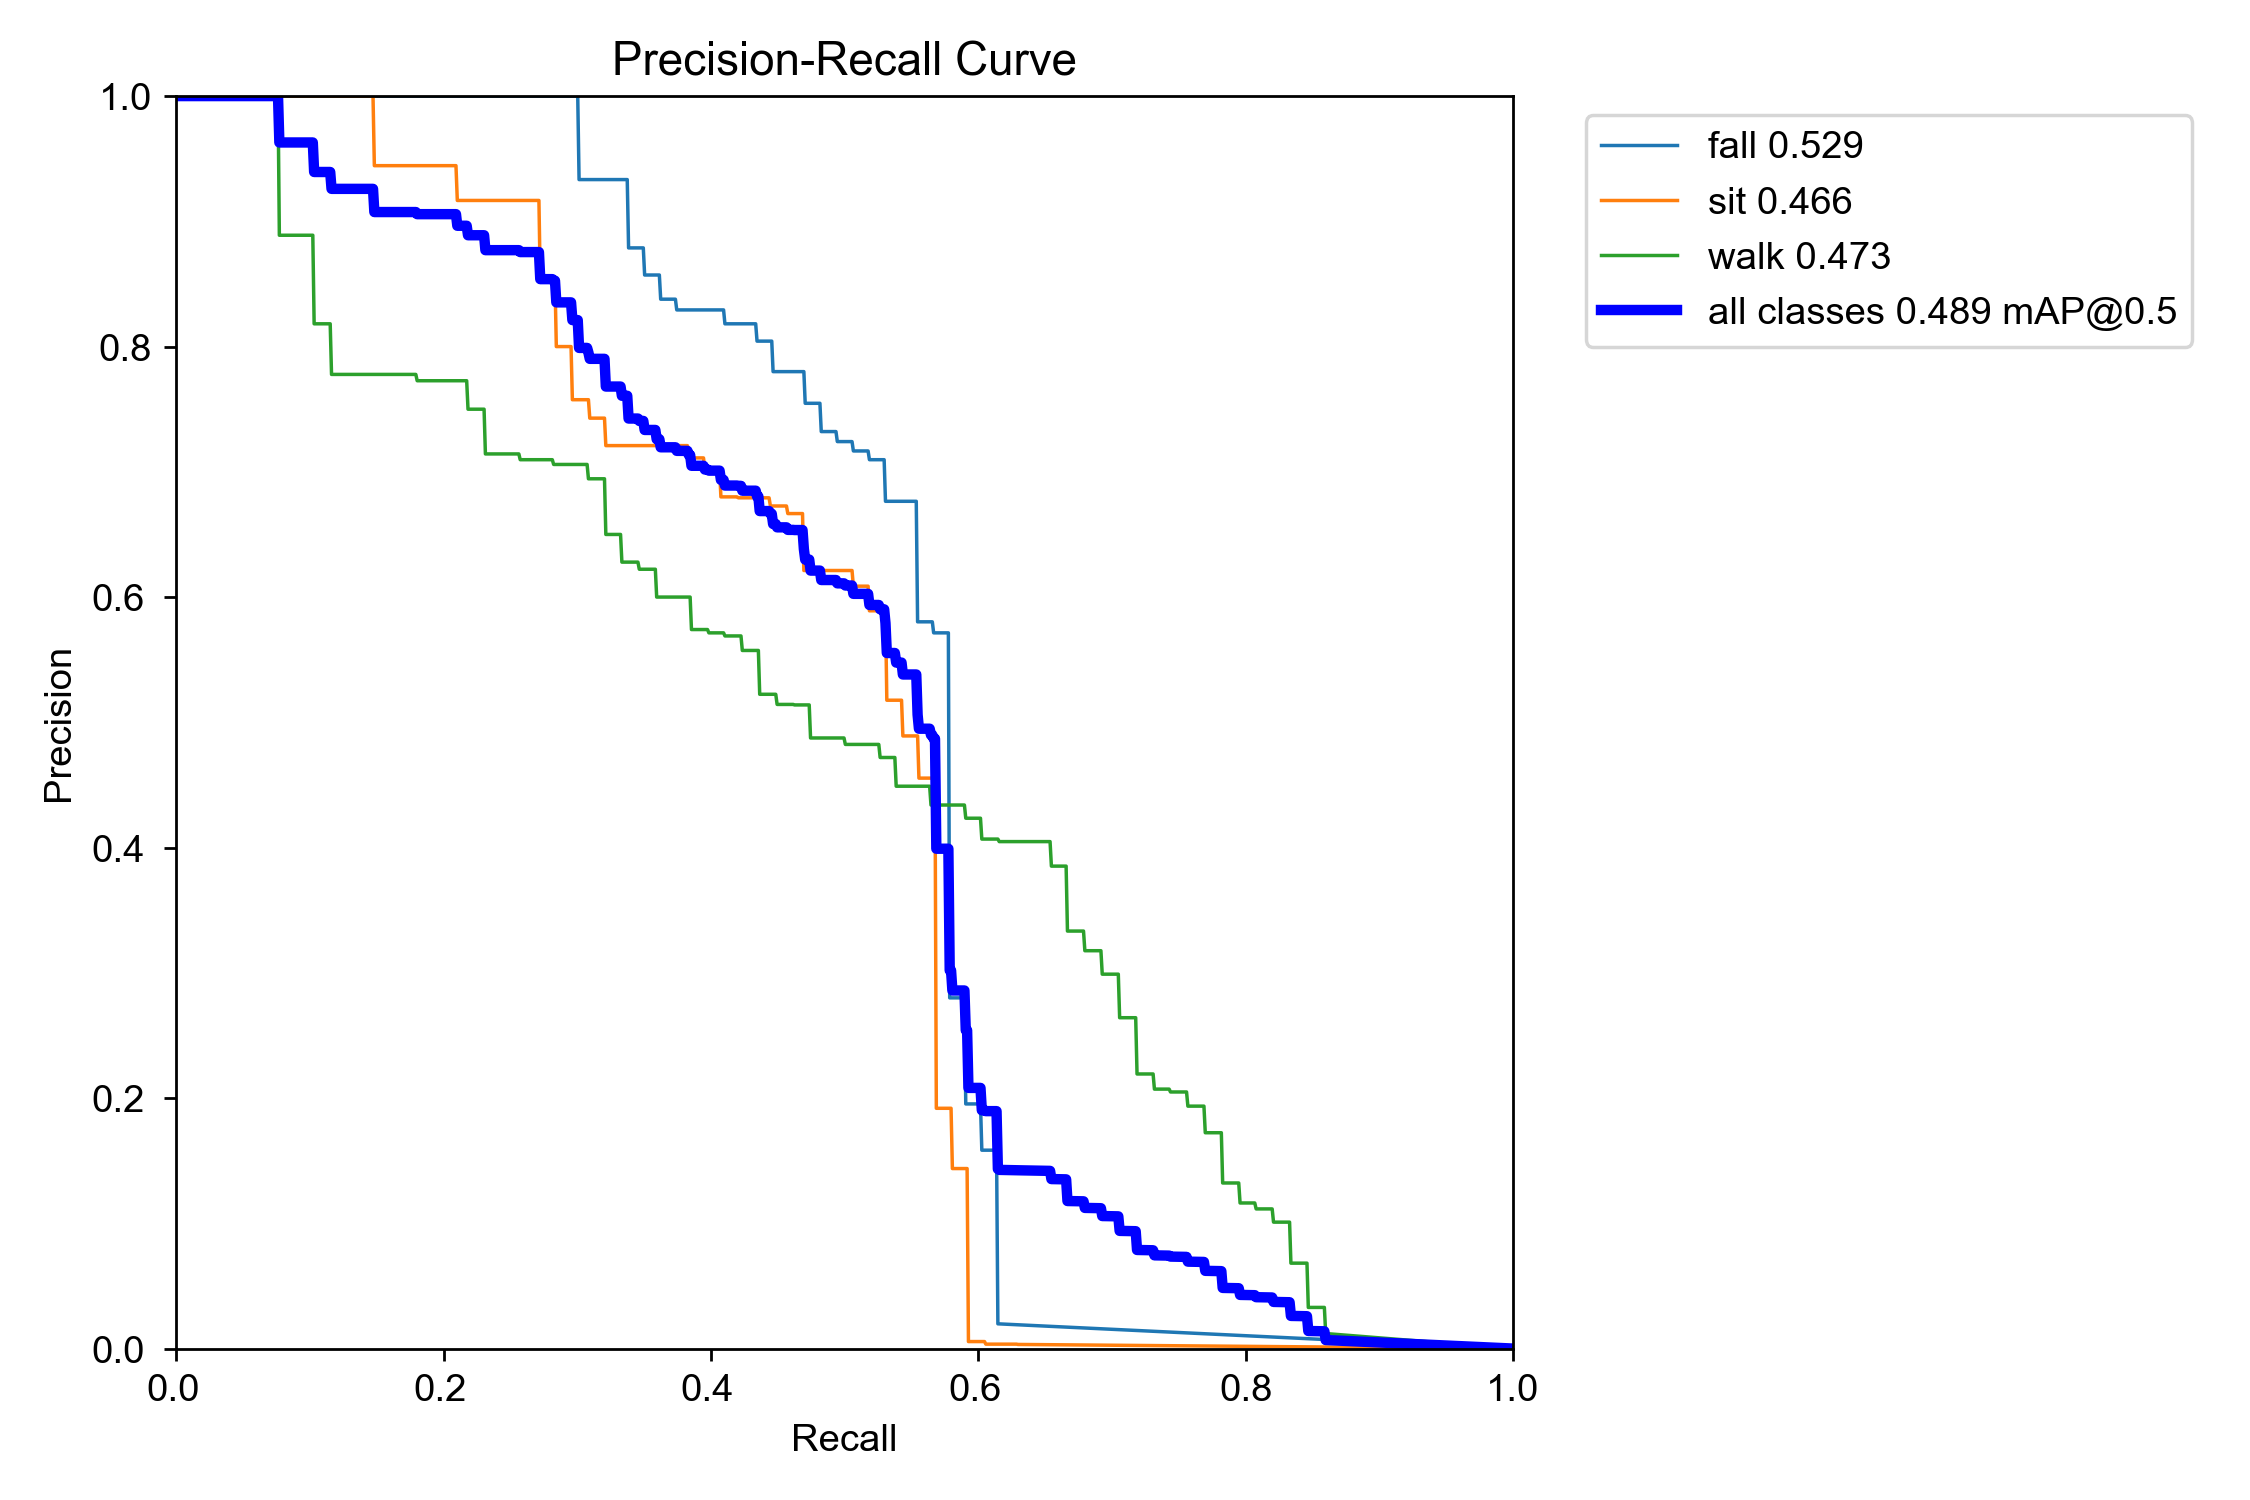 Precision-Recall Curve
1.0
0.8
0.6
0.4
0.2
0.0
Precision
0.0 0.2 0.4 0.6 0.8 1.0
Recall
fall 0.529
sit 0.466
walk 0.473
all classes 0.489 mAP@0.5